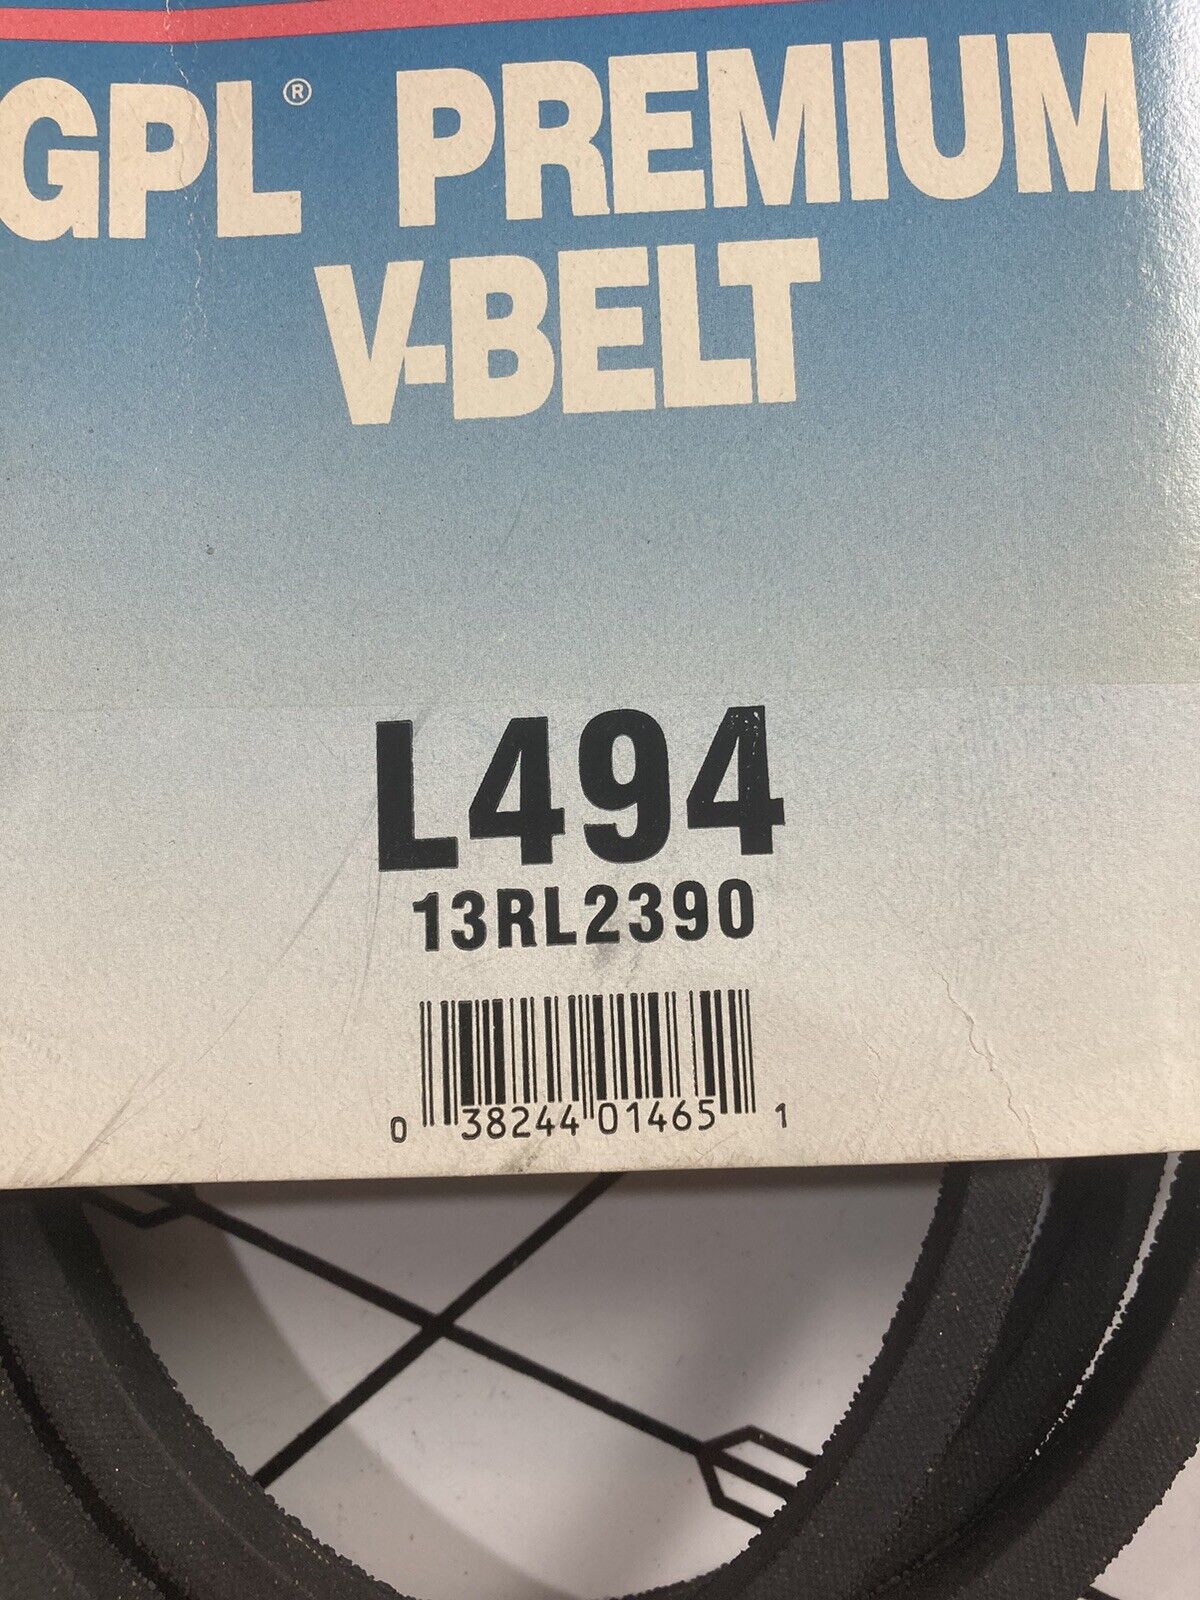 GPL® PREMIUM
V-BELT
L494
13RL2390
0 38244 01465 1